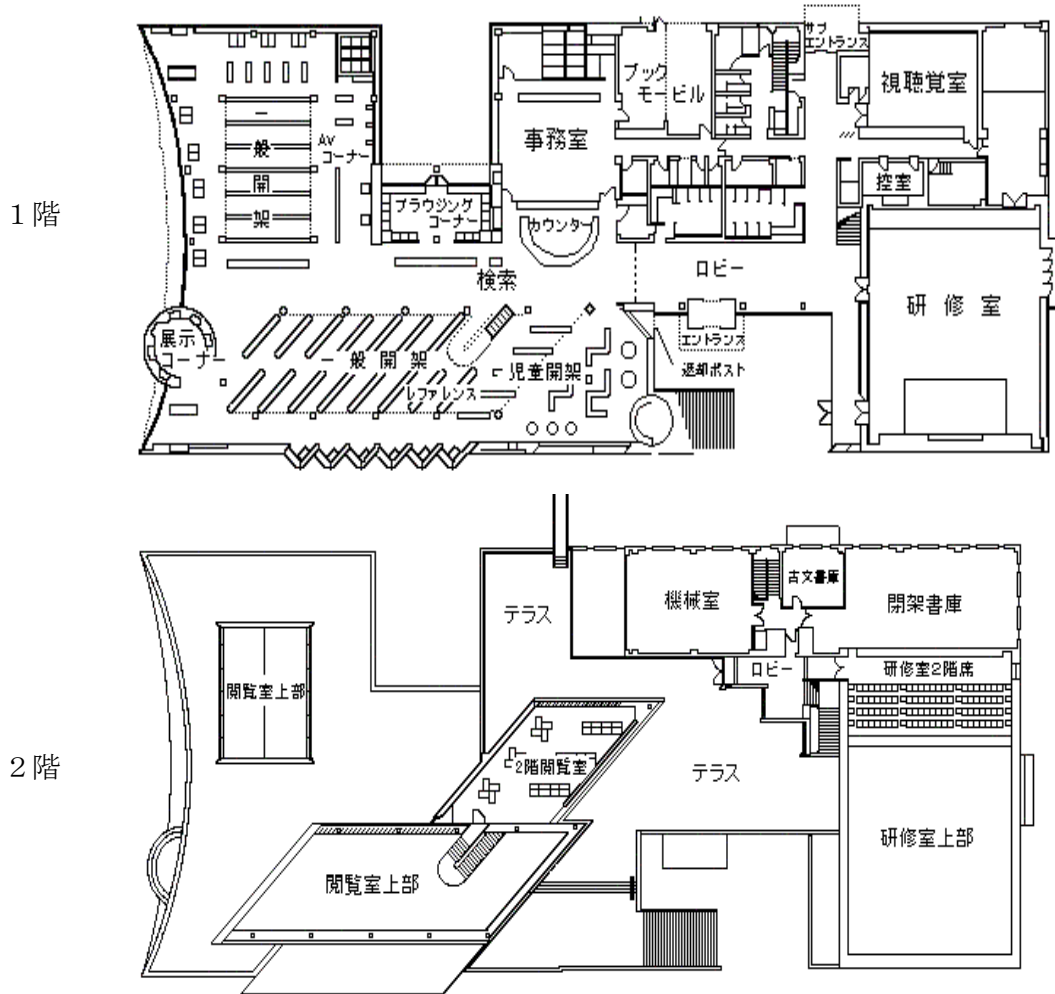 1階
サブ
エントランス
ブック
モービル
視聴覚室
一
般
開
架
AV
コーナー
事務室
控室
ブラウジング
コーナー
カウンター
ロビー
検索
研修室
展示
コーナー
一般開架
エントランス
児童開架
返却ポスト
レファレンス
2階
テラス
機械室
古文書庫
閉架書庫
閲覧室上部
ロビー
研修室2階席
2階閲覧室
テラス
閲覧室上部
研修室上部